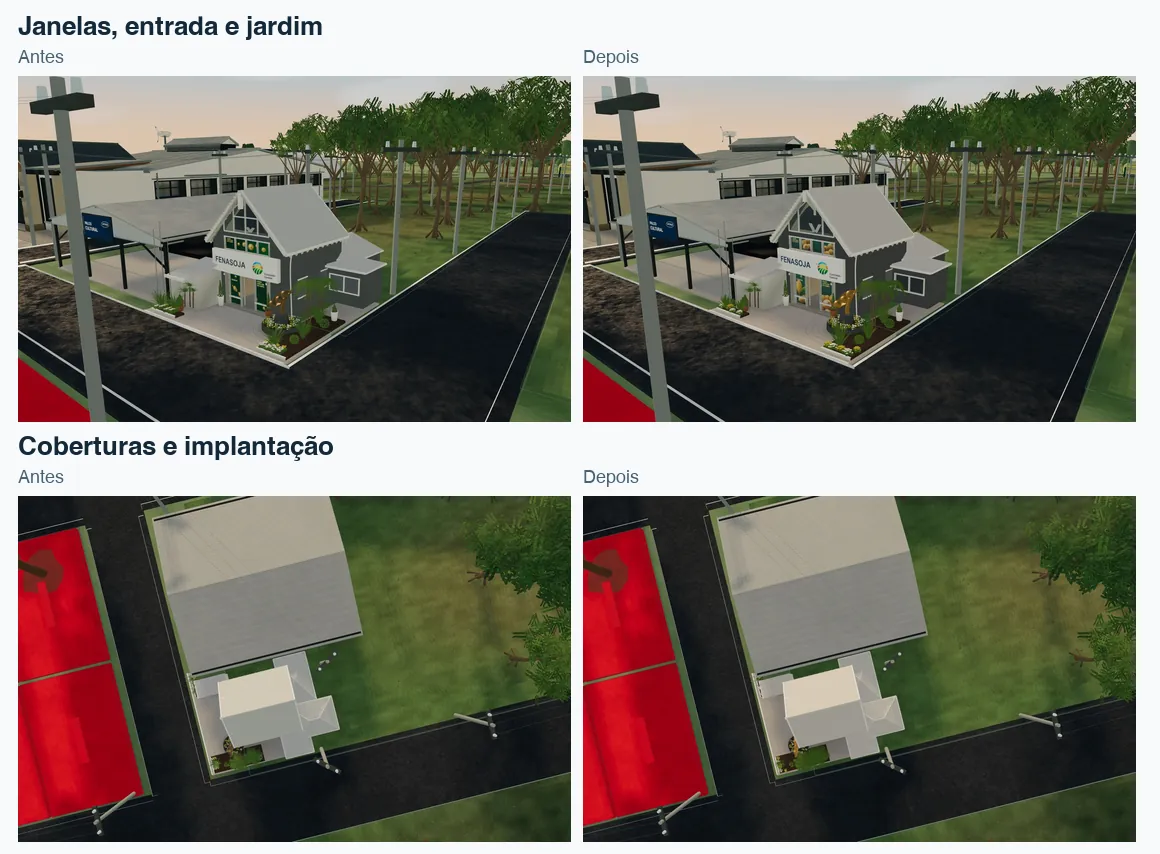 Janelas, entrada e jardim
Antes
Depois
FENASOJA
FENASOJA
Coberturas e implantação
Antes
Depois